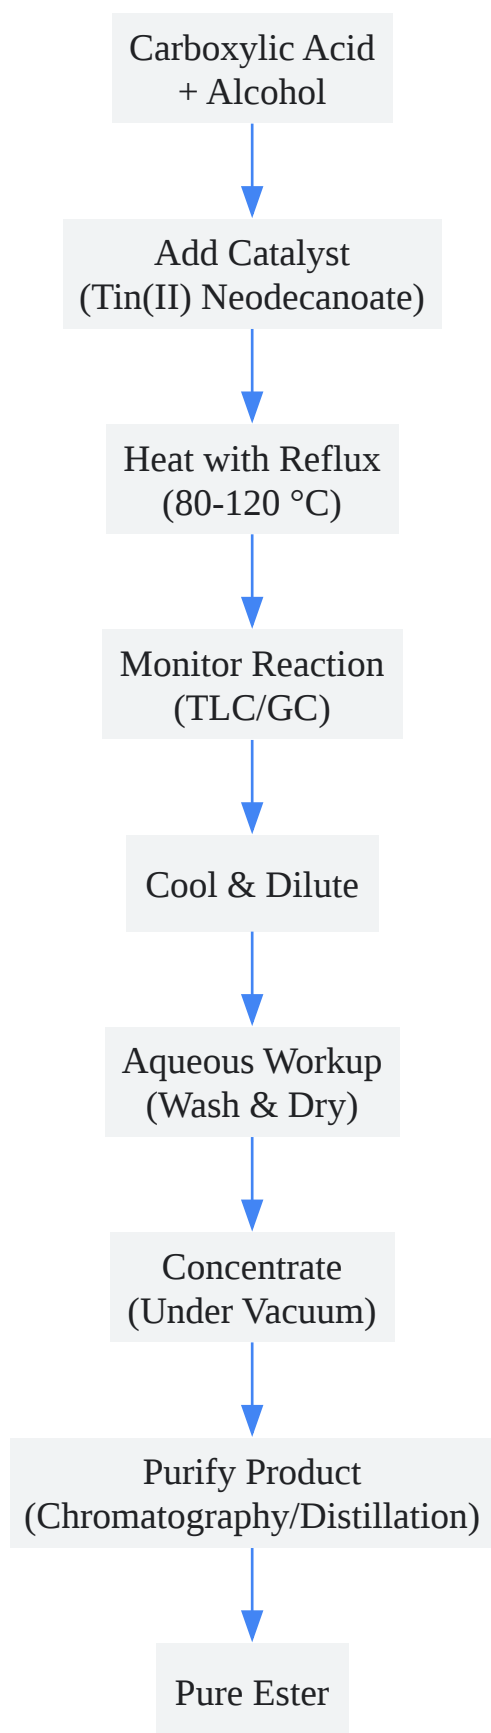 Carboxylic Acid
+ Alcohol
Add Catalyst
(Tin(II) Neodecanoate)
Heat with Reflux
(80-120 °C)
Monitor Reaction
(TLC/GC)
Cool & Dilute
Aqueous Workup
(Wash & Dry)
Concentrate
(Under Vacuum)
Purify Product
(Chromatography/Distillation)
Pure Ester